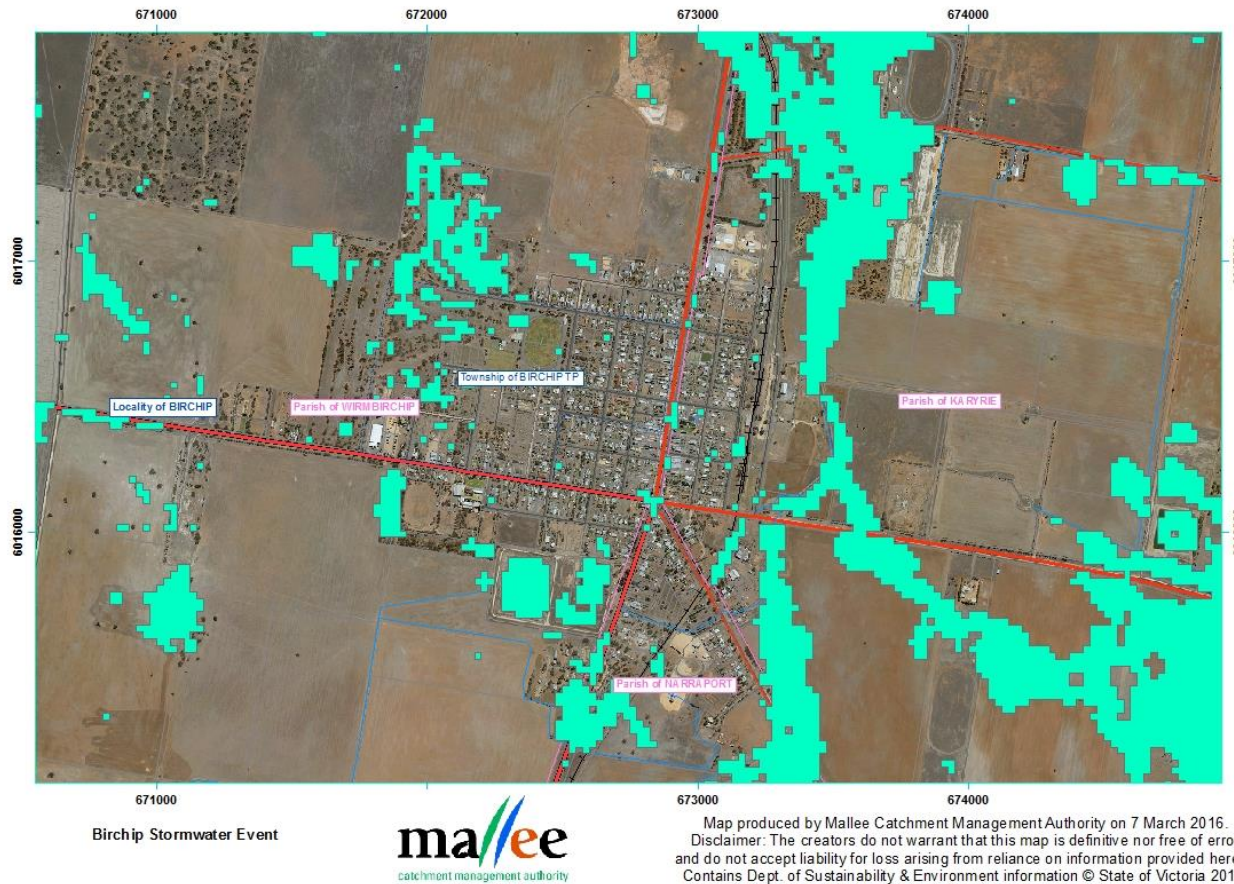 671000
672000
673000
674000
6017000
Township of BIRCHIP TP
Locality of BIRCHIP
Parish of WIRMBIRCHIP
Parish of KARYRIE
6016000
Parish of NARRAPORT
671000
672000
673000
674000
Birchip Stormwater Event
mallee
catchment management authority
Map produced by Mallee Catchment Management Authority on 7 March 2016.
Disclaimer: The creators do not warrant that this map is definitive nor free of erro
and do not accept liability for loss arising from reliance on information provided her
Contains Dept. of Sustainability & Environment information © State of Victoria 201